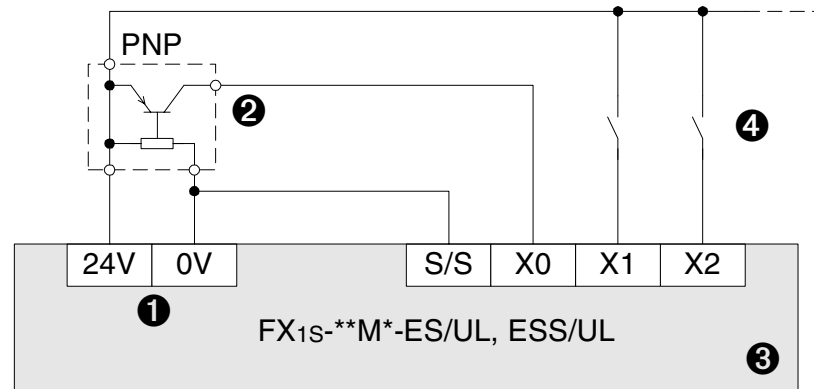 PNP
❷
❹
24V 0V S/S X0 X1 X2
❶
FX1S-**M*-ES/UL, ESS/UL
❸